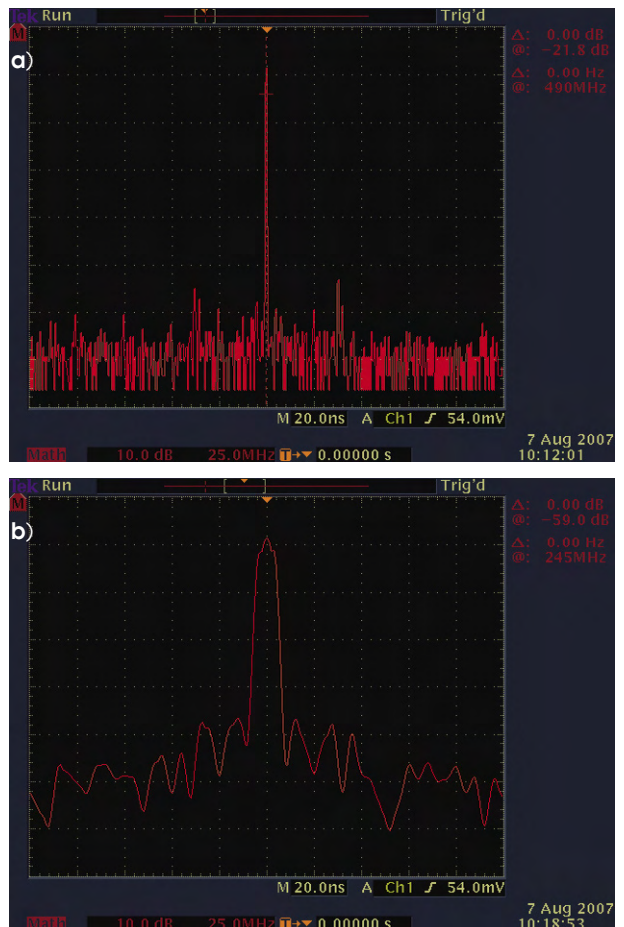 Tek Run Trig'd
M
a)
Δ: 0.00 dB
@: −21.8 dB
Δ: 0.00 Hz
@: 490MHz
M 20.0ns A Ch1 54.0mV
7 Aug 2007
Math 10.0 dB 25.0MHz T 0.00000 s 10:12:01
Tek Run Trig'd
M
b)
Δ: 0.00 dB
@: −59.0 dB
Δ: 0.00 Hz
@: 245MHz
M 20.0ns A Ch1 54.0mV
7 Aug 2007
Math 10.0 dB 25.0MHz T 0.00000 s 10:18:53